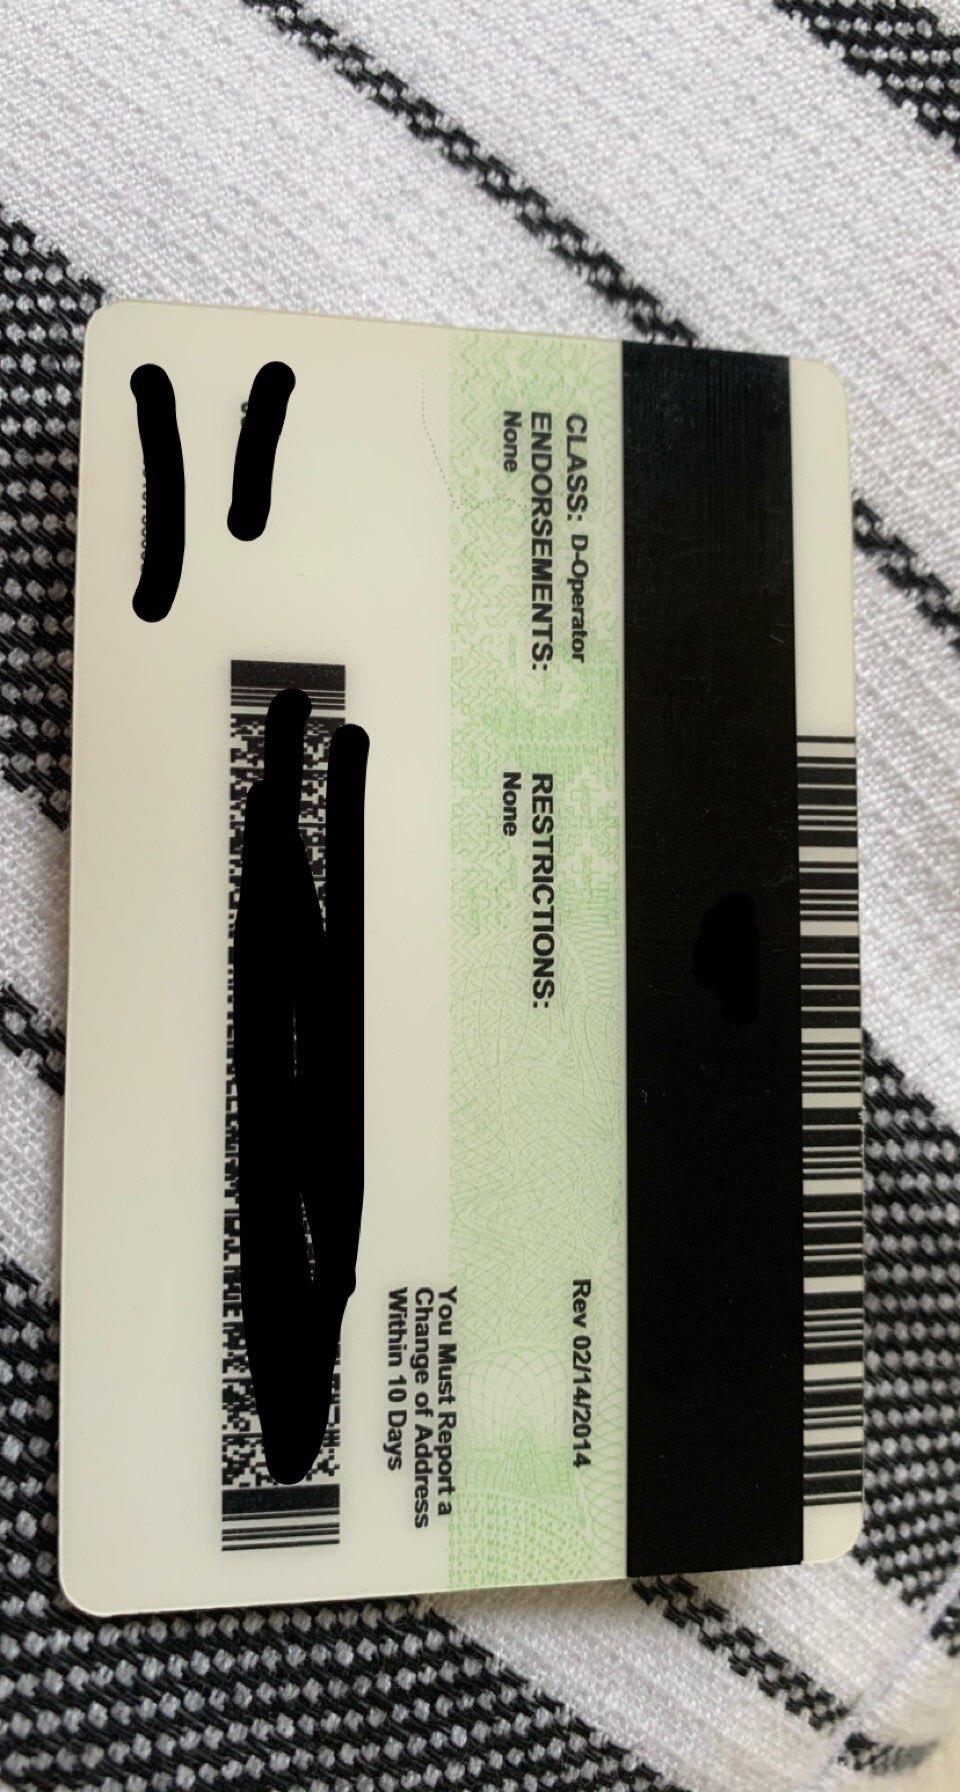 CLASS: D-Operator
ENDORSEMENTS:
None
RESTRICTIONS:
None
Rev 02/14/2014
You Must Report a
Change of Address
Within 10 Days